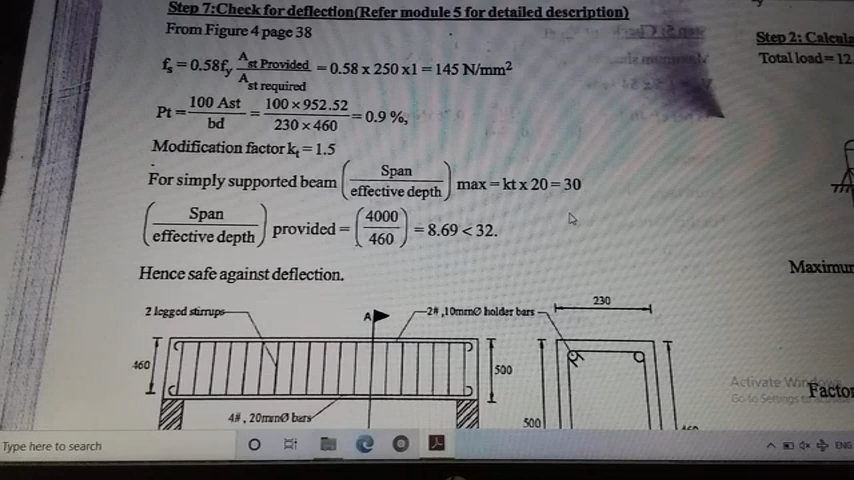 Step 7:Check for deflection(Refer module 5 for detailed description)
From Figure 4 page 38
fs = 0.58fy Ast Provided / Ast required = 0.58 x 250 x1 = 145 N/mm²
Pt = 100 Ast / bd = 100 × 952.52 / 230 × 460 = 0.9 %,
Modification factor kt = 1.5
For simply supported beam (Span / effective depth) max = kt x 20 = 30
(Span / effective depth) provided = (4000 / 460) = 8.69 < 32.
Hence safe against deflection.
2 legged stirrups
A
2#,10mmØ holder bars
230
460
500
4#, 20mmØ bars
500
Step 2: Calcula
Total load= 12
Maximum
Activate Win
Go to Settings
Factor
Type here to search
ENG